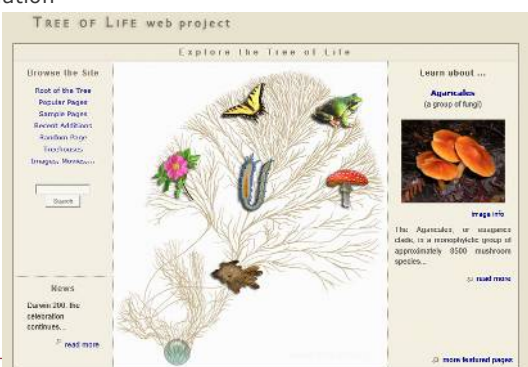 ution
TREE OF LIFE web project
Explore the Tree of Life
Browse the Site
Root of the Tree
Popular Pages
Sample Pages
Recent Additions
Random Page
Treehouses
Images, Movies,...
Search
News
Darwin 200, the
celebration
continues...
read more
Learn about ...
Agaricales
(a group of fungi)
image info
The Agaricales, or euagarics
clade, is a monophyletic group of
approximately 8500 mushroom
species...
read more
more featured pages